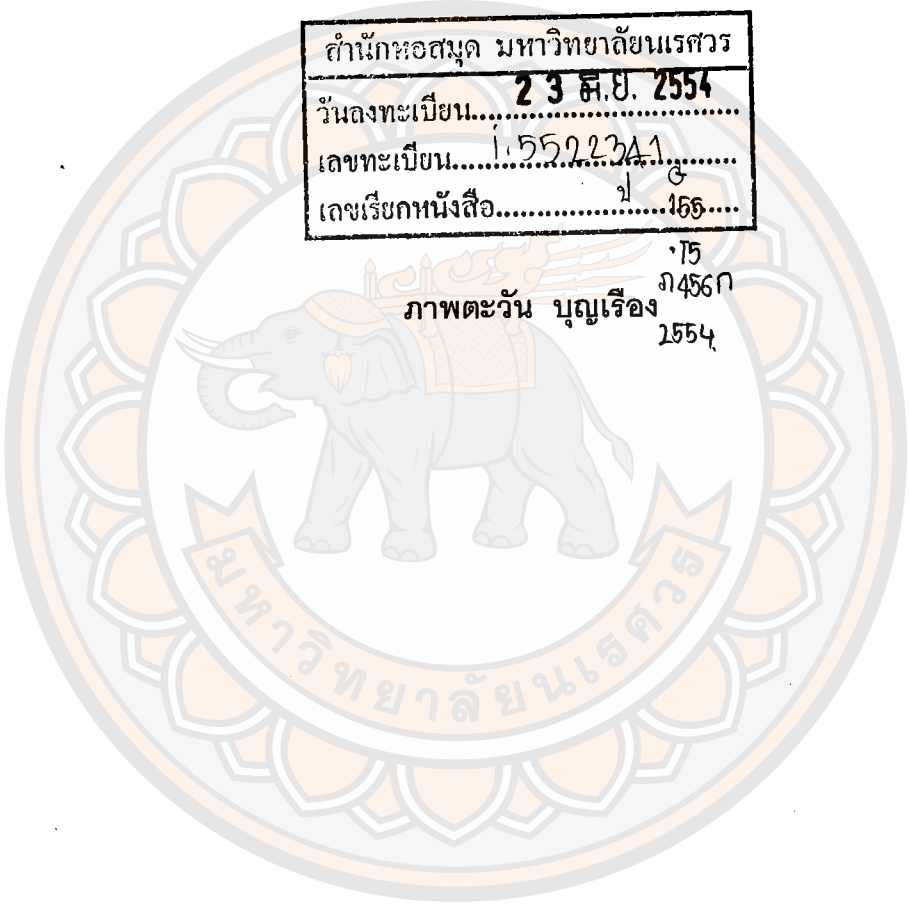 สำนักหอสมุด มหาวิทยาลัยนเรศวร
วันลงทะเบียน.... 2 3 มิ.ย. 2554
เลขทะเบียน.... 1.5522341
เลขเรียกหนังสือ.... ป G
155
.T5
ภ456ก
2554
ภาพตะวัน บุญเรือง
มหาวิทยาลัยนเรศวร